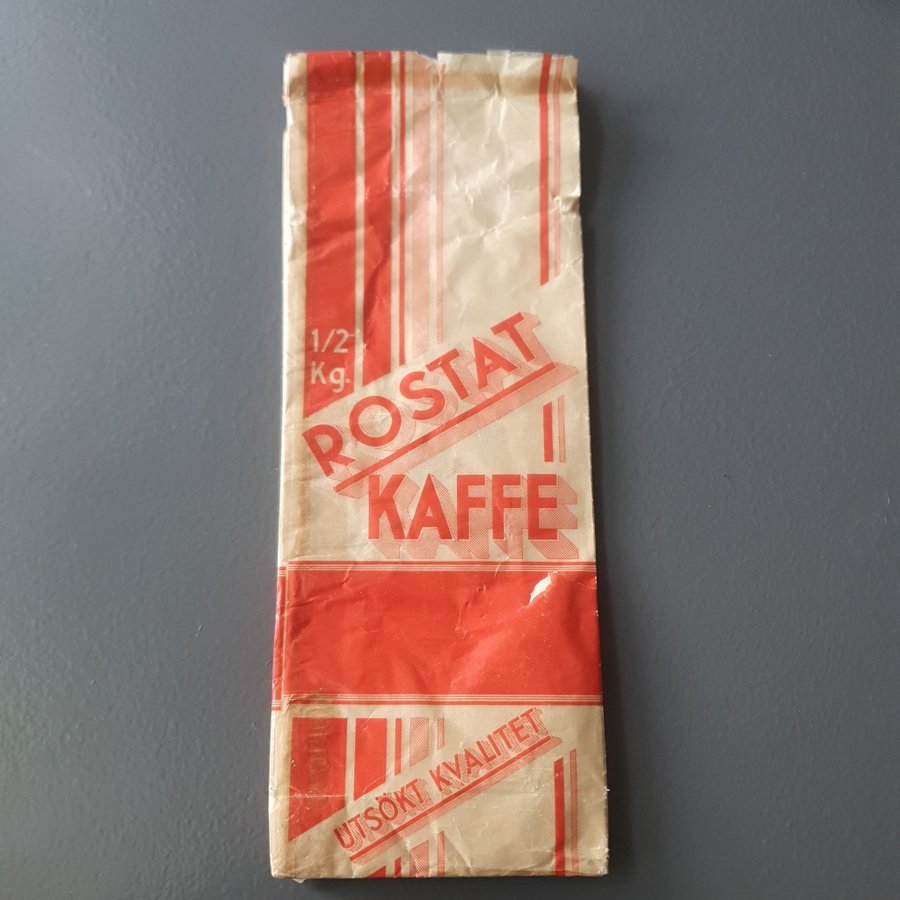 1/2
Kg.
ROSTAT
KAFFE
UTSÖKT KVALITET